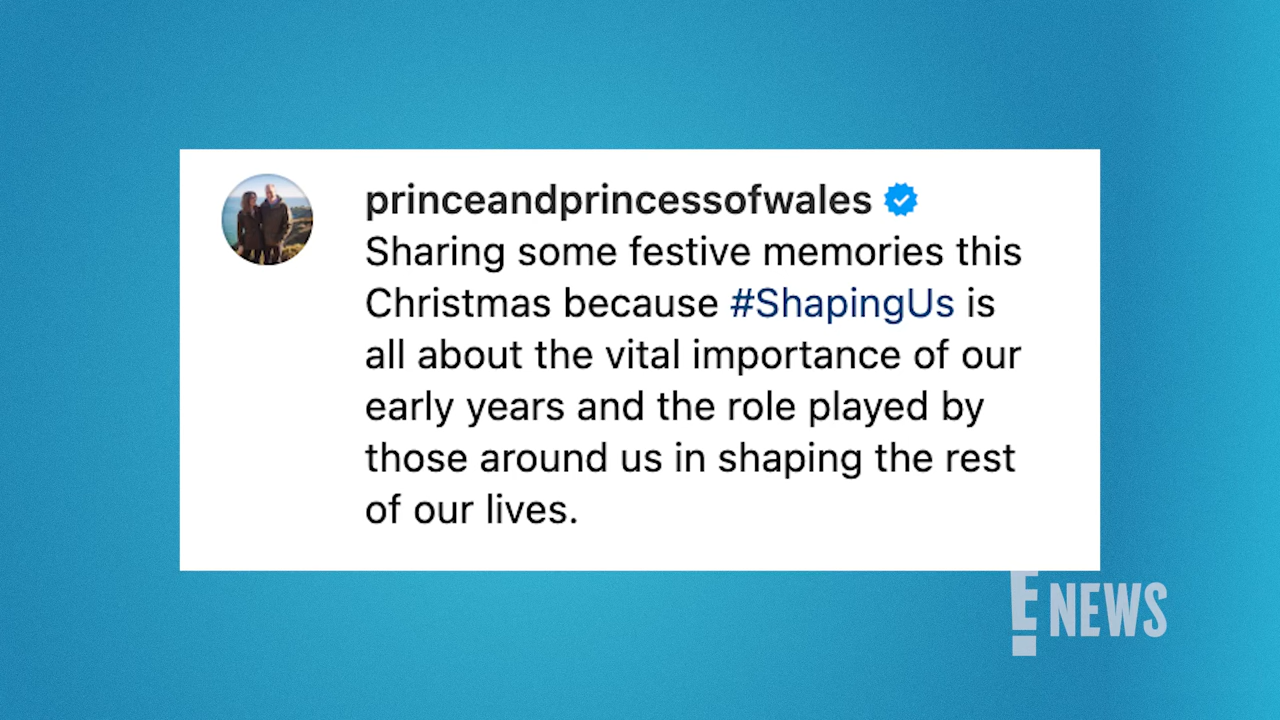 princeandprincessofwales
Sharing some festive memories this
Christmas because #ShapingUs is
all about the vital importance of our
early years and the role played by
those around us in shaping the rest
of our lives.
E! NEWS